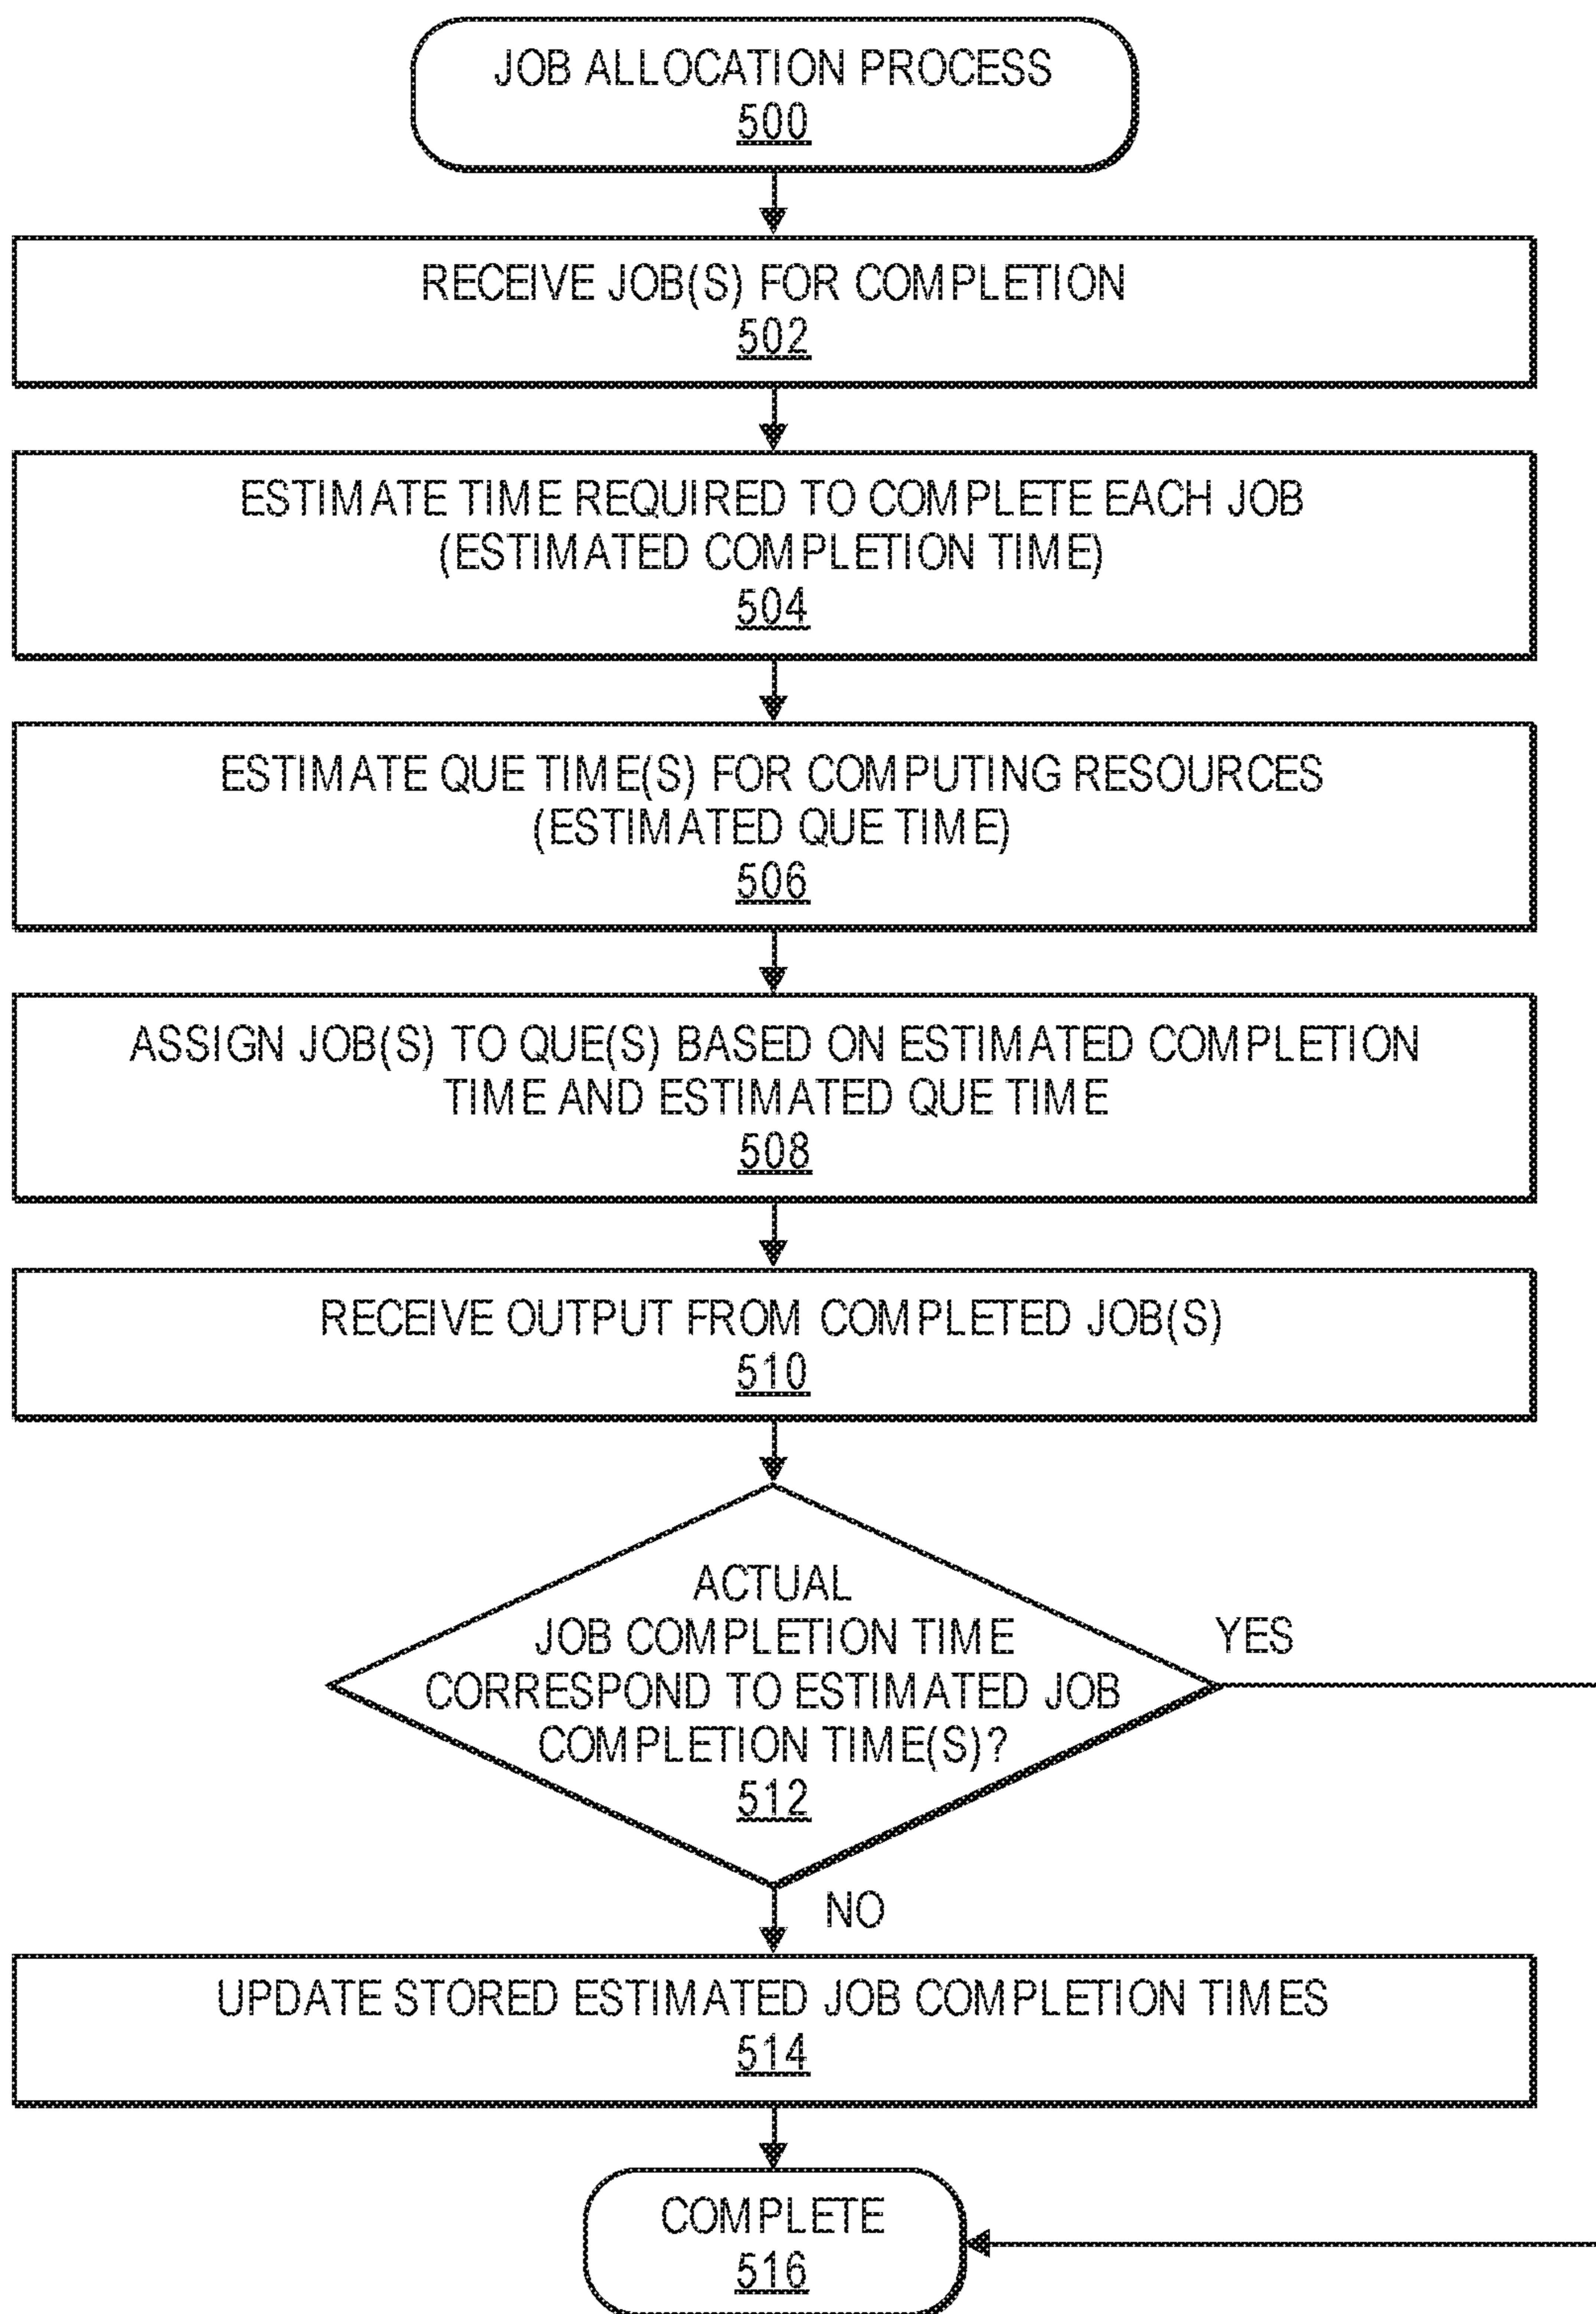 JOB ALLOCATION PROCESS
500
RECEIVE JOB(S) FOR COMPLETION
502
ESTIMATE TIME REQUIRED TO COMPLETE EACH JOB
(ESTIMATED COMPLETION TIME)
504
ESTIMATE QUE TIME(S) FOR COMPUTING RESOURCES
(ESTIMATED QUE TIME)
506
ASSIGN JOB(S) TO QUE(S) BASED ON ESTIMATED COMPLETION
TIME AND ESTIMATED QUE TIME
508
RECEIVE OUTPUT FROM COMPLETED JOB(S)
510
ACTUAL
JOB COMPLETION TIME
CORRESPOND TO ESTIMATED JOB
COMPLETION TIME(S)?
512
YES
NO
UPDATE STORED ESTIMATED JOB COMPLETION TIMES
514
COMPLETE
516